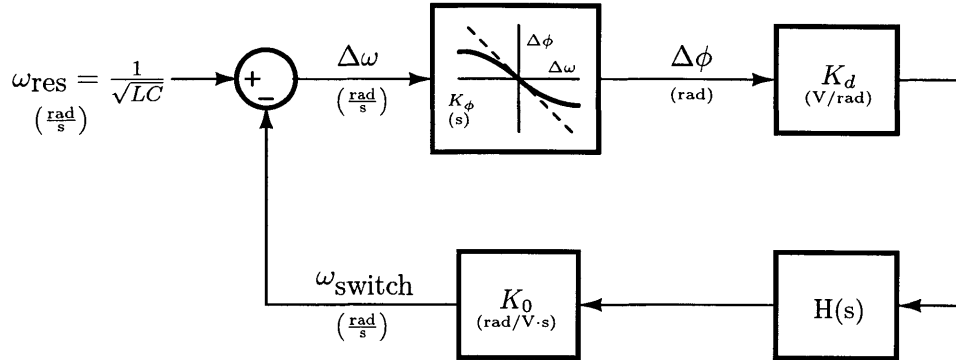 ω_res = 1/√LC
(rad/s)
+
−
Δω
(rad/s)
Δϕ
Δω
K_ϕ
(s)
Δϕ
(rad)
K_d
(V/rad)
ω_switch
(rad/s)
K_0
(rad/V·s)
H(s)